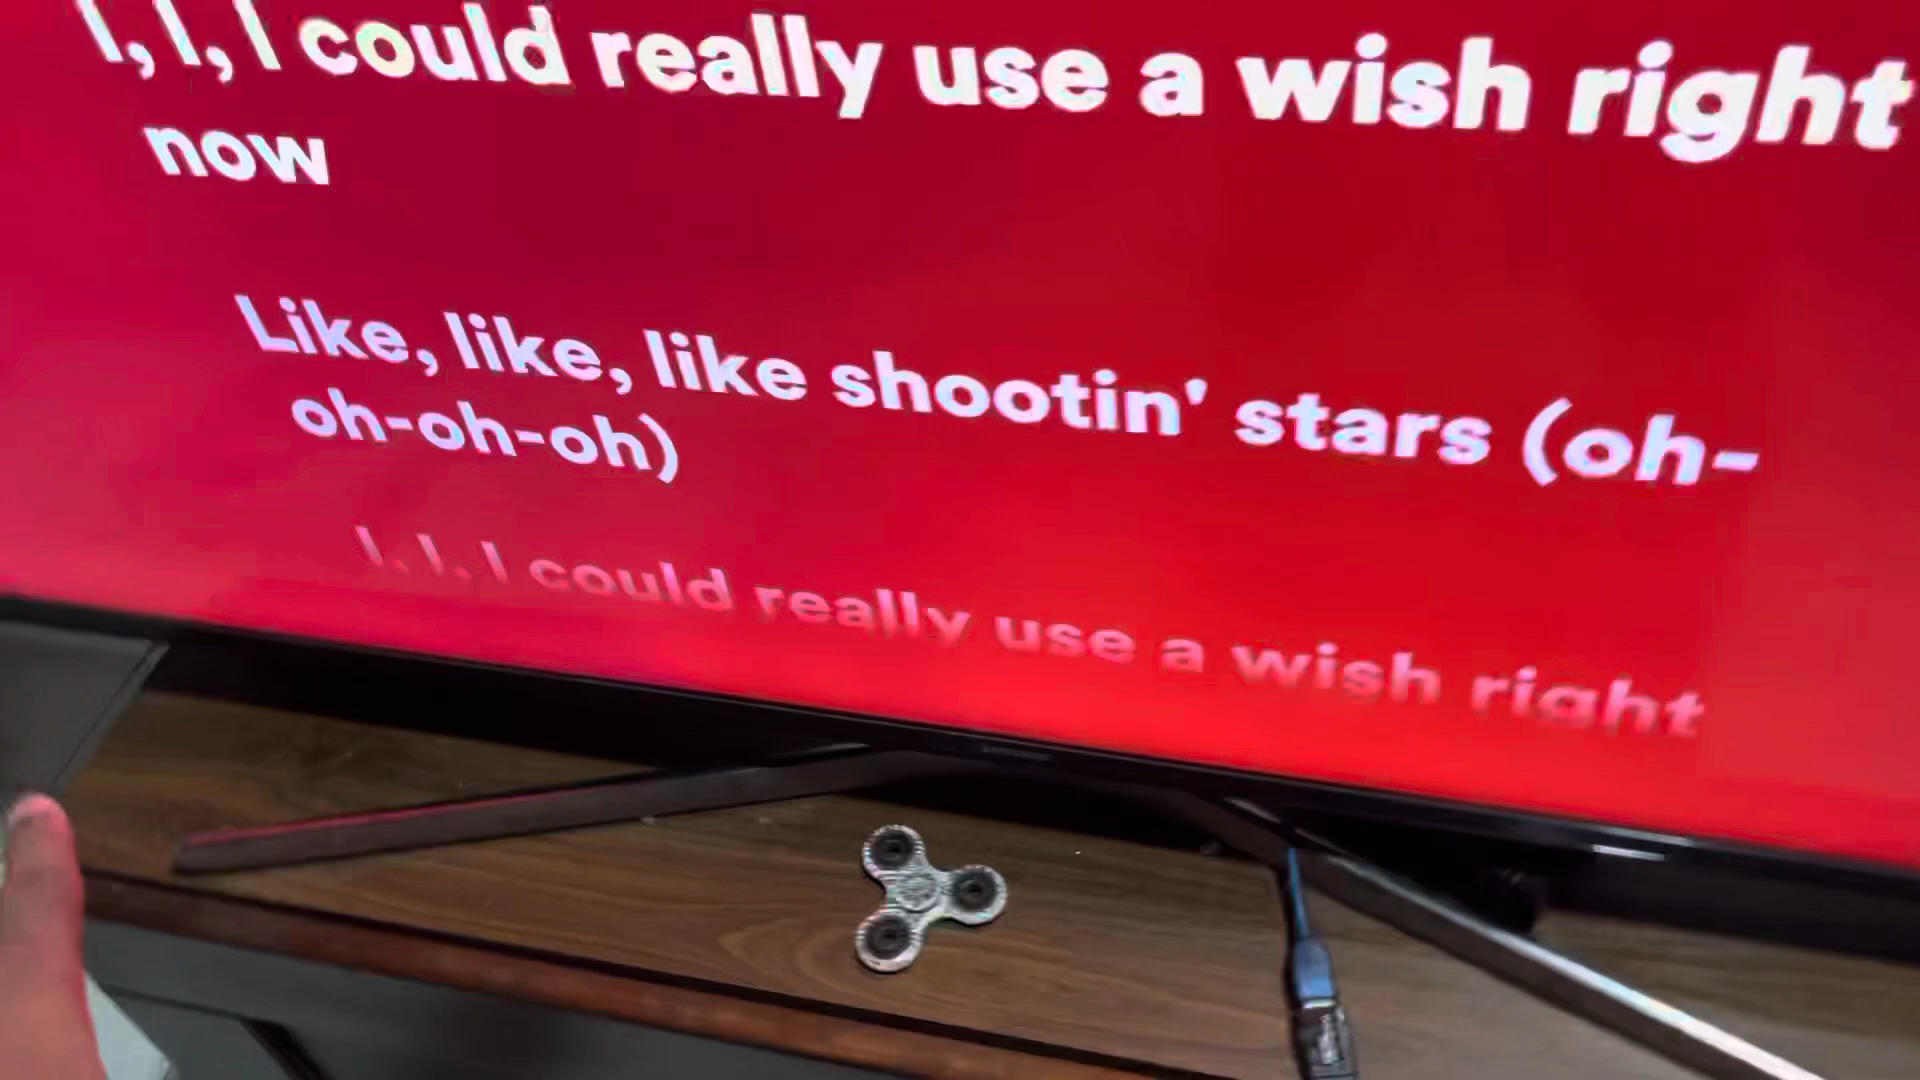 I, I, I could really use a wish right
now
Like, like, like shootin' stars (oh-
oh-oh-oh)
I, I, I could really use a wish right